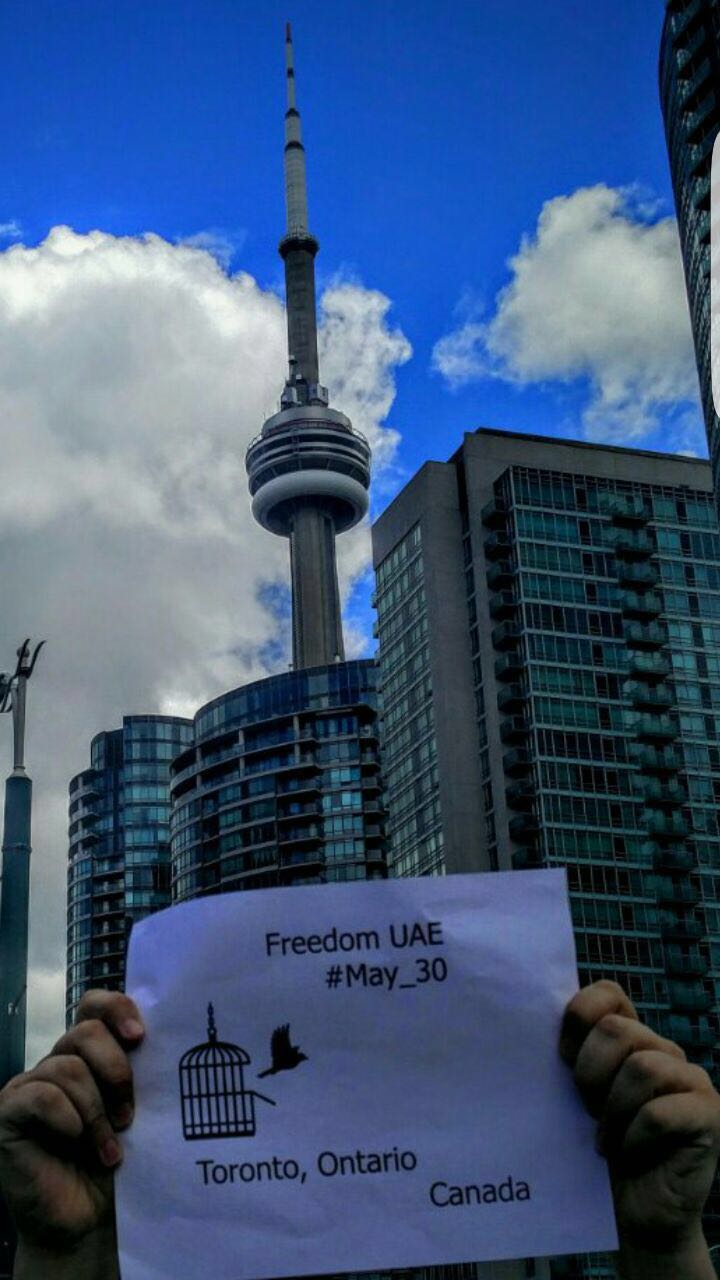 Freedom UAE
#May_30
Toronto, Ontario
Canada